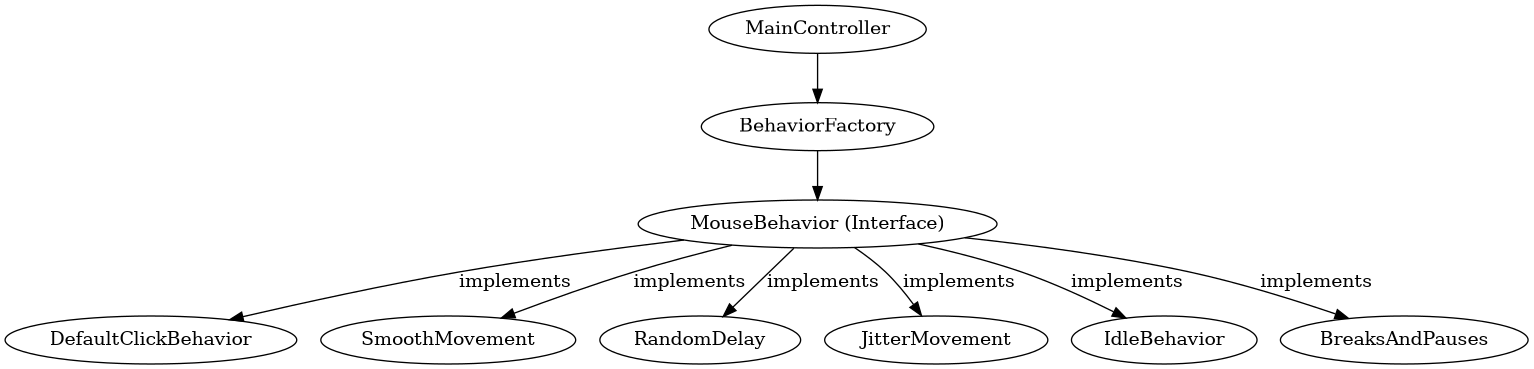 MainController
BehaviorFactory
MouseBehavior (Interface)
implements
implements
implements
implements
implements
implements
DefaultClickBehavior
SmoothMovement
RandomDelay
JitterMovement
IdleBehavior
BreaksAndPauses